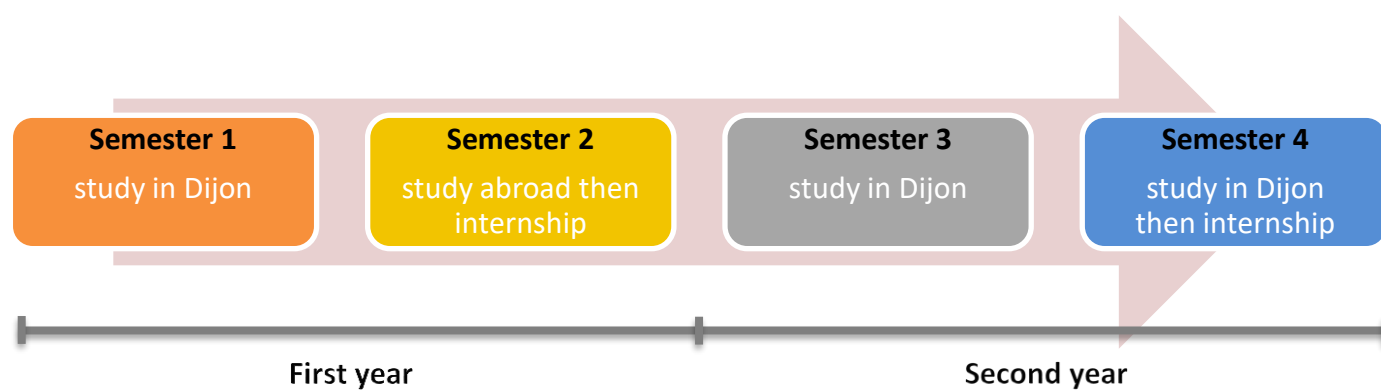 Semester 1
study in Dijon
Semester 2
study abroad then
internship
Semester 3
study in Dijon
Semester 4
study in Dijon
then internship
First year
Second year